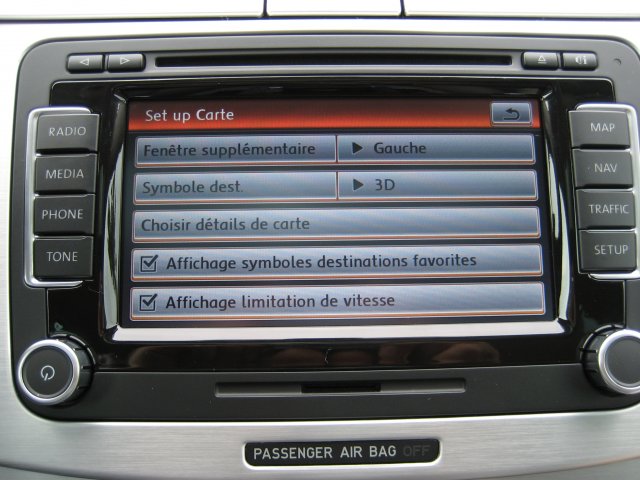 Set up Carte
Fenêtre supplémentaire Gauche
Symbole dest. 3D
Choisir détails de carte
Affichage symboles destinations favorites
Affichage limitation de vitesse
RADIO
MEDIA
PHONE
TONE
MAP
NAV
TRAFFIC
SETUP
PASSENGER AIR BAG OFF